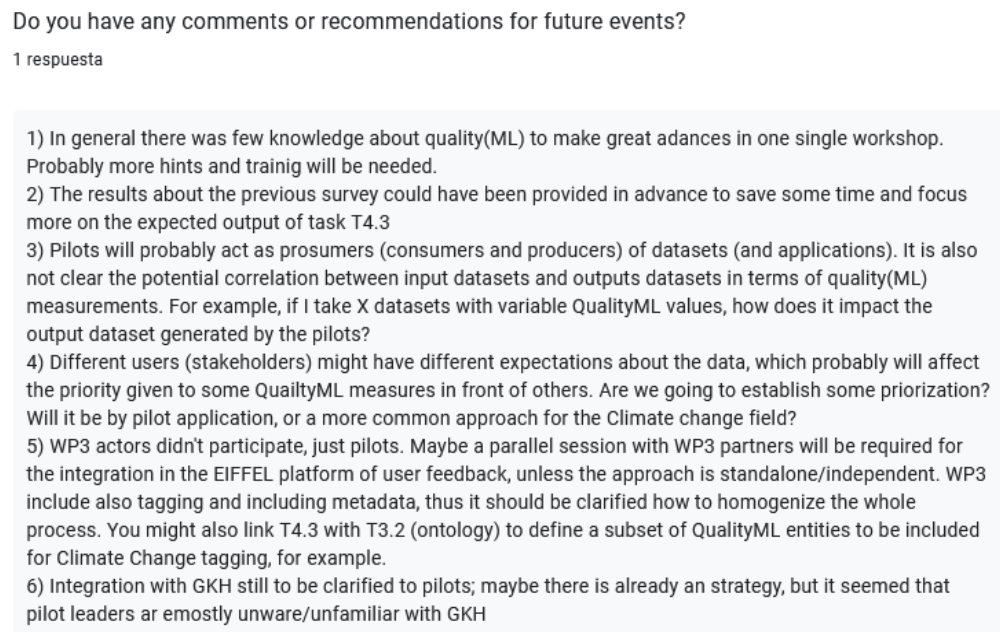 Do you have any comments or recommendations for future events?
1 respuesta
1) In general there was few knowledge about quality(ML) to make great adances in one single workshop.
Probably more hints and trainig will be needed.
2) The results about the previous survey could have been provided in advance to save some time and focus
more on the expected output of task T4.3
3) Pilots will probably act as prosumers (consumers and producers) of datasets (and applications). It is also
not clear the potential correlation between input datasets and outputs datasets in terms of quality(ML)
measurements. For example, if I take X datasets with variable QualityML values, how does it impact the
output dataset generated by the pilots?
4) Different users (stakeholders) might have different expectations about the data, which probably will affect
the priority given to some QuailtyML measures in front of others. Are we going to establish some priorization?
Will it be by pilot application, or a more common approach for the Climate change field?
5) WP3 actors didn't participate, just pilots. Maybe a parallel session with WP3 partners will be required for
the integration in the EIFFEL platform of user feedback, unless the approach is standalone/independent. WP3
include also tagging and including metadata, thus it should be clarified how to homogenize the whole
process. You might also link T4.3 with T3.2 (ontology) to define a subset of QualityML entities to be included
for Climate Change tagging, for example.
6) Integration with GKH still to be clarified to pilots; maybe there is already an strategy, but it seemed that
pilot leaders ar emostly unware/unfamiliar with GKH